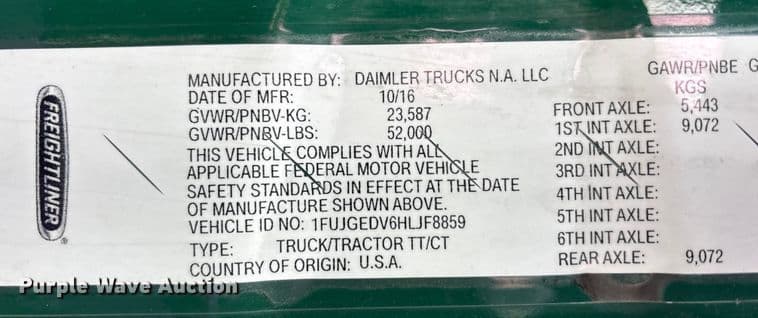 FREIGHTLINER
MANUFACTURED BY: DAIMLER TRUCKS N.A. LLC
DATE OF MFR: 10/16
GVWR/PNBV-KG: 23,587
GVWR/PNBV-LBS: 52,000
THIS VEHICLE COMPLIES WITH ALL
APPLICABLE FEDERAL MOTOR VEHICLE
SAFETY STANDARDS IN EFFECT AT THE DATE
OF MANUFACTURE SHOWN ABOVE.
VEHICLE ID NO: 1FUJGEDV6HLJF8859
TYPE: TRUCK/TRACTOR TT/CT
COUNTRY OF ORIGIN: U.S.A.
GAWR/PNBE G
KGS
FRONT AXLE: 5,443
1ST INT AXLE: 9,072
2ND INT AXLE:
3RD INT AXLE:
4TH INT AXLE:
5TH INT AXLE:
6TH INT AXLE:
REAR AXLE: 9,072
Purple Wave Auction